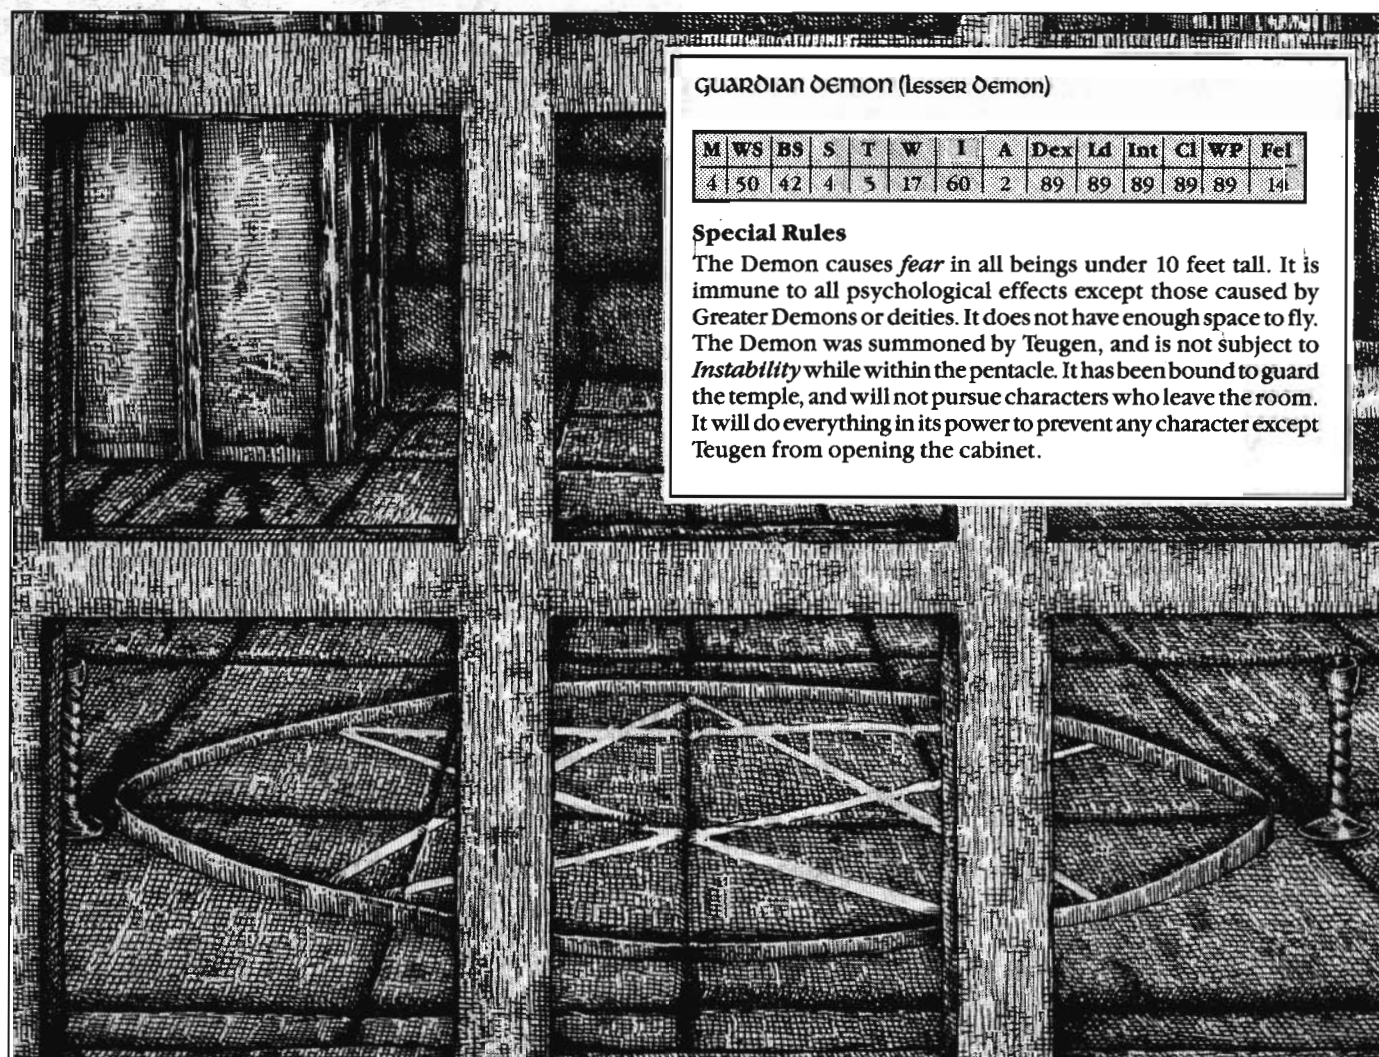 Guardian Demon (Lesser Demon)
M WS BS S T W I A Dex Ld Int Cl WP Fel
4 50 42 4 5 17 60 2 89 89 89 89 89 14
Special Rules
The Demon causes fear in all beings under 10 feet tall. It is
immune to all psychological effects except those caused by
Greater Demons or deities. It does not have enough space to fly.
The Demon was summoned by Teugen, and is not subject to
Instability while within the pentacle. It has been bound to guard
the temple, and will not pursue characters who leave the room.
It will do everything in its power to prevent any character except
Teugen from opening the cabinet.